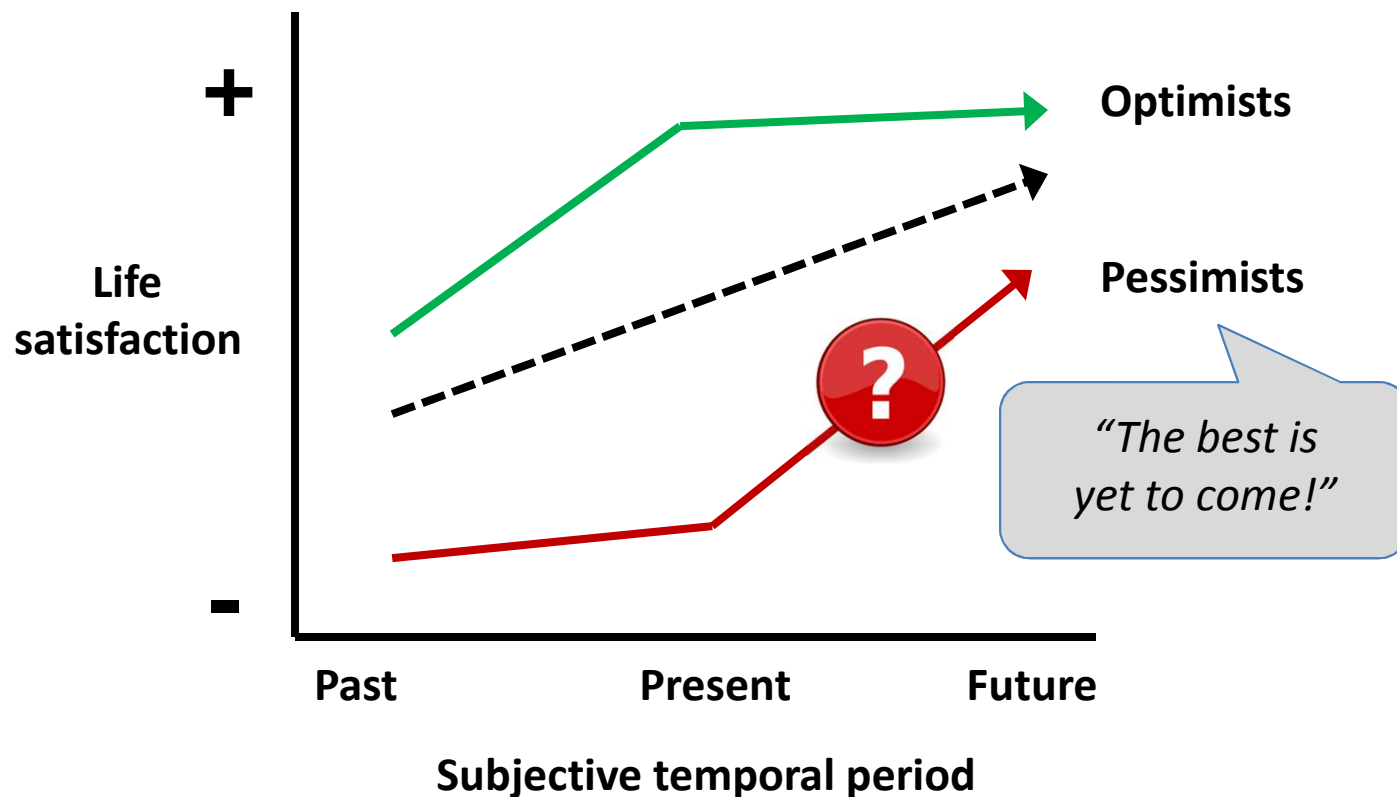 +
Optimists
Life
satisfaction
Pessimists
?
“The best is
yet to come!”
-
Past Present Future
Subjective temporal period